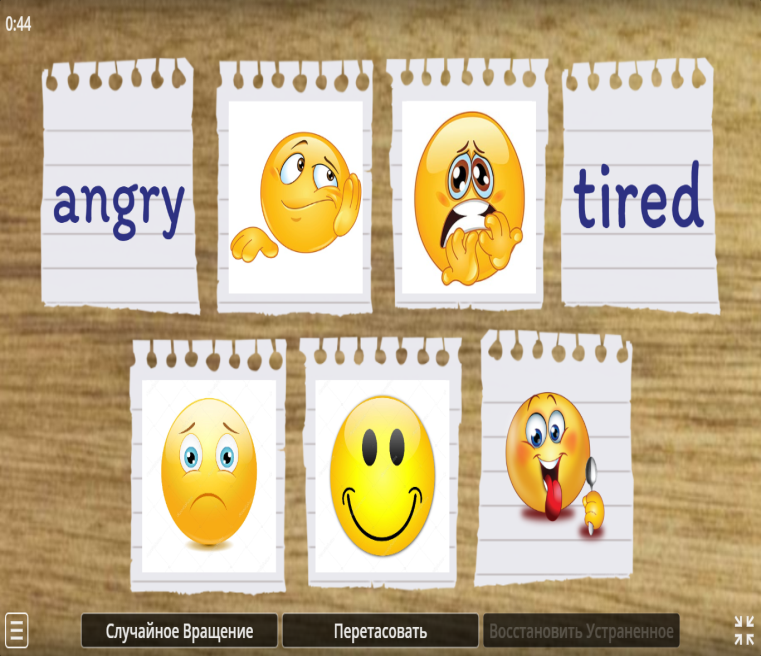 0:44
angry
tired
Случайное Вращение
Перетасовать
Восстановить Устраненное